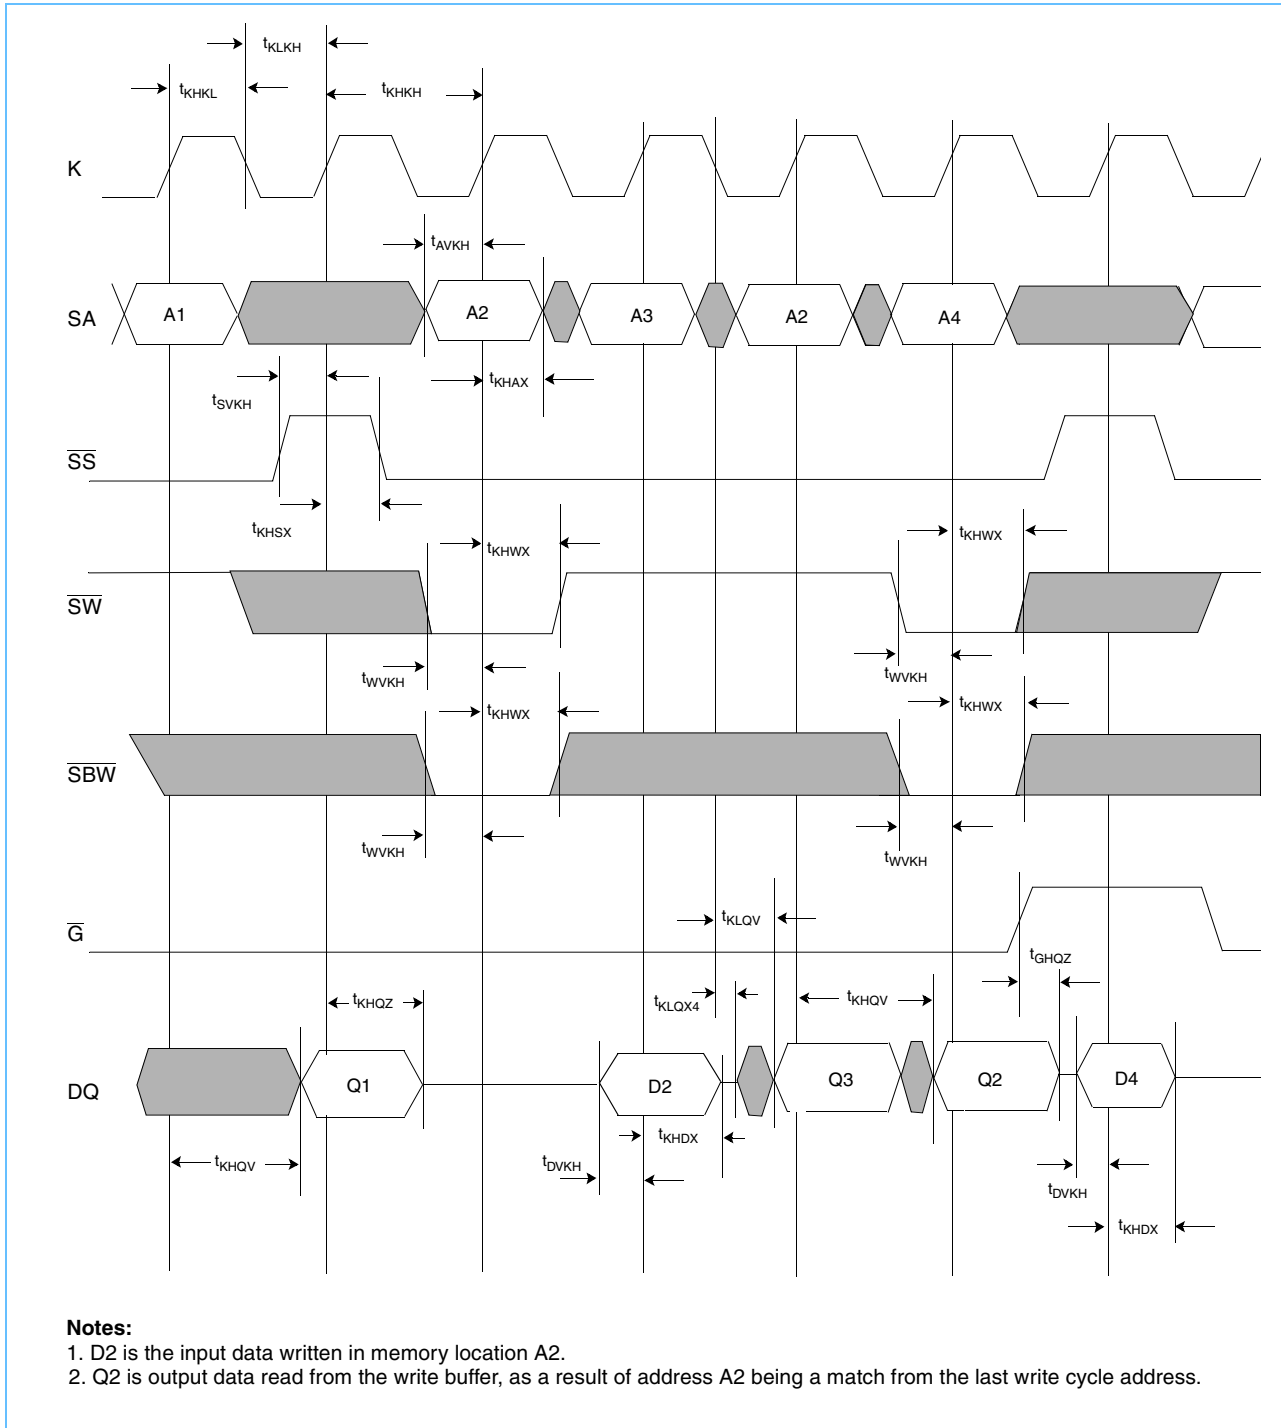 tKLKH
tKHKL
tKHKH
K
tAVKH
SA A1 A2 A3 A2 A4
tKHAX
tSVKH
SS
tKHSX
tKHWX tKHWX
SW
tWVKH tWVKH
tKHWX tKHWX
SBW
tWVKH tWVKH
tKLQV
G
tGHQZ
tKHQZ tKLQX4 tKHQV
DQ Q1 D2 Q3 Q2 D4
tKHDX
tKHQV tDVKH tDVKH
tKHDX
Notes:
1. D2 is the input data written in memory location A2.
2. Q2 is output data read from the write buffer, as a result of address A2 being a match from the last write cycle address.